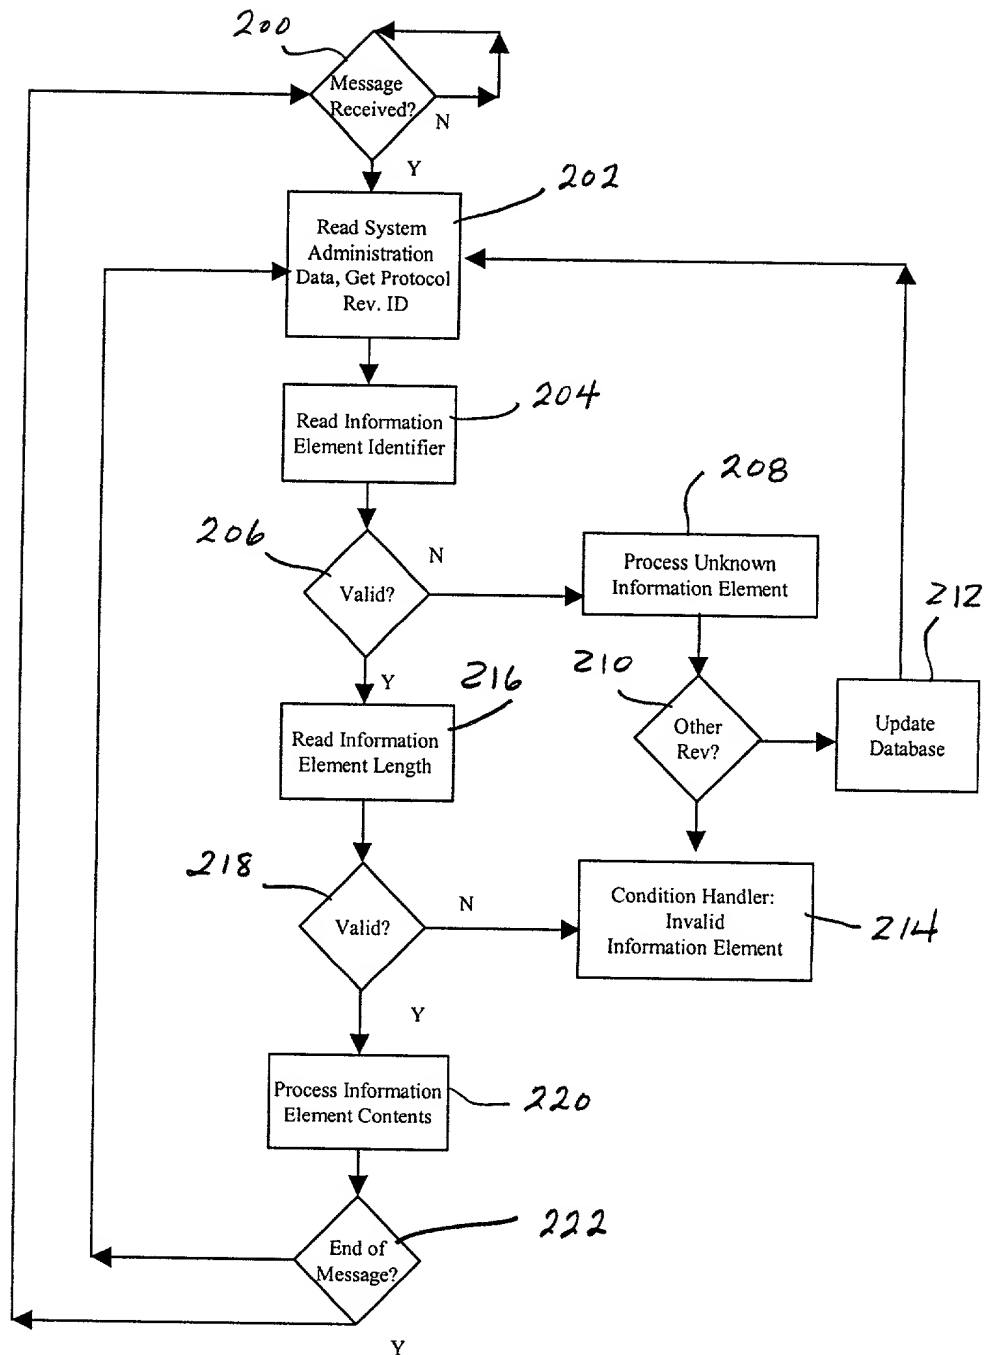 200
Message
Received?
N
Y
202
Read System
Administration
Data, Get Protocol
Rev. ID
204
Read Information
Element Identifier
206
Valid?
N
208
Process Unknown
Information Element
212
210
Y
216
Other
Rev?
Update
Database
Read Information
Element Length
218
Valid?
N
Condition Handler:
Invalid
Information Element
214
Y
Process Information
Element Contents
220
222
End of
Message?
Y